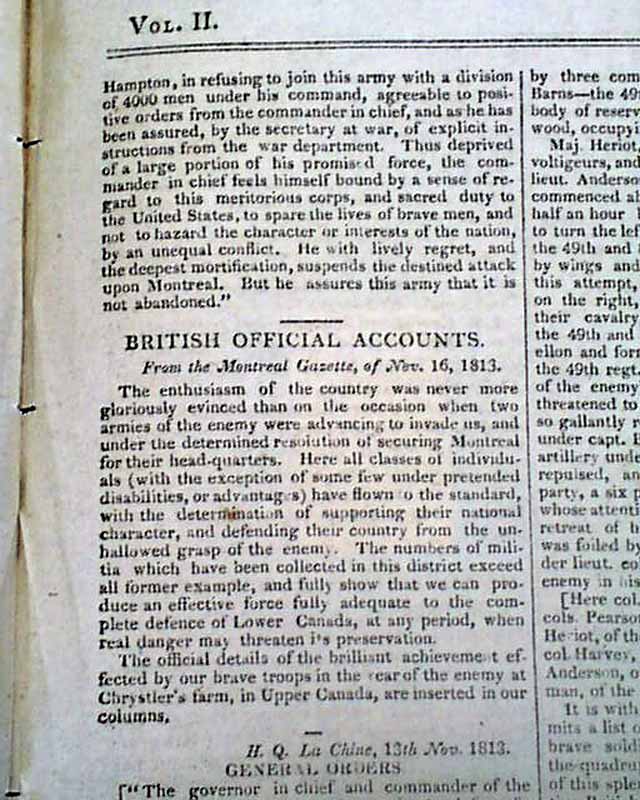 VOL. II.
Hampton, in refusing to join this army with a division
of 4000 men under his command, agreeable to posi-
tive orders from the commander in chief, and as he has
been assured, by the secretary at war, of explicit in-
structions from the war department. Thus deprived
of a large portion of his promised force, the com-
mander in chief feels himself bound by a sense of re-
gard to this meritorious corps, and sacred duty to
the United States, to spare the lives of brave men, and
not to hazard the character or interests of the nation,
by an unequal conflict. He with lively regret, and
the deepest mortification, suspends the destined attack
upon Montreal. But he assures this army that it is
not abandoned."
BRITISH OFFICIAL ACCOUNTS.
From the Montreal Gazette, of Nov. 16, 1813.
The enthusiasm of the country was never more
gloriously evinced than on the occasion when two
armies of the enemy were advancing to invade us, and
under the determined resolution of securing Montreal
for their head-quarters. Here all classes of individu-
als (with the exception of some few under pretended
disabilities, or advantages) have flown to the standard,
with the determination of supporting their national
character, and defending their country from the un-
hallowed grasp of the enemy. The numbers of mili-
tia which have been collected in this district exceed
all former example, and fully show that we can pro-
duce an effective force fully adequate to the com-
plete defence of Lower Canada, at any period, when
real danger may threaten its preservation.
The official details of the brilliant achievement ef-
fected by our brave troops in the rear of the enemy at
Chrystler's farm, in Upper Canada, are inserted in our
columns,
H. Q. La Chine, 13th Nov. 1813.
GENERAL ORDERS
["The governor in chief and commander of the
by three com
Barns—the 49t
body of reserv
wood, occupy
Maj. Heriot,
voltigeurs, and
lieut. Anderso
commenced ab
half an hour
to turn the lef
the 49th and
by wings and
this attempt,
on the right,
their cavalry
the 49th and
ellon and for
the 49th regt.
of the enemy
threatened to
so gallantly r
under capt.
artillery unde
repulsed, an
party, a six p
whose attenti
retreat of
was foiled by
der lieut. co
enemy in his
[Here col.
cols. Pearson
Heriot, of th
col. Harvey,
Anderson, o
man, of the
It is with
mits a list o
brave soldi
the quadru
of this sple